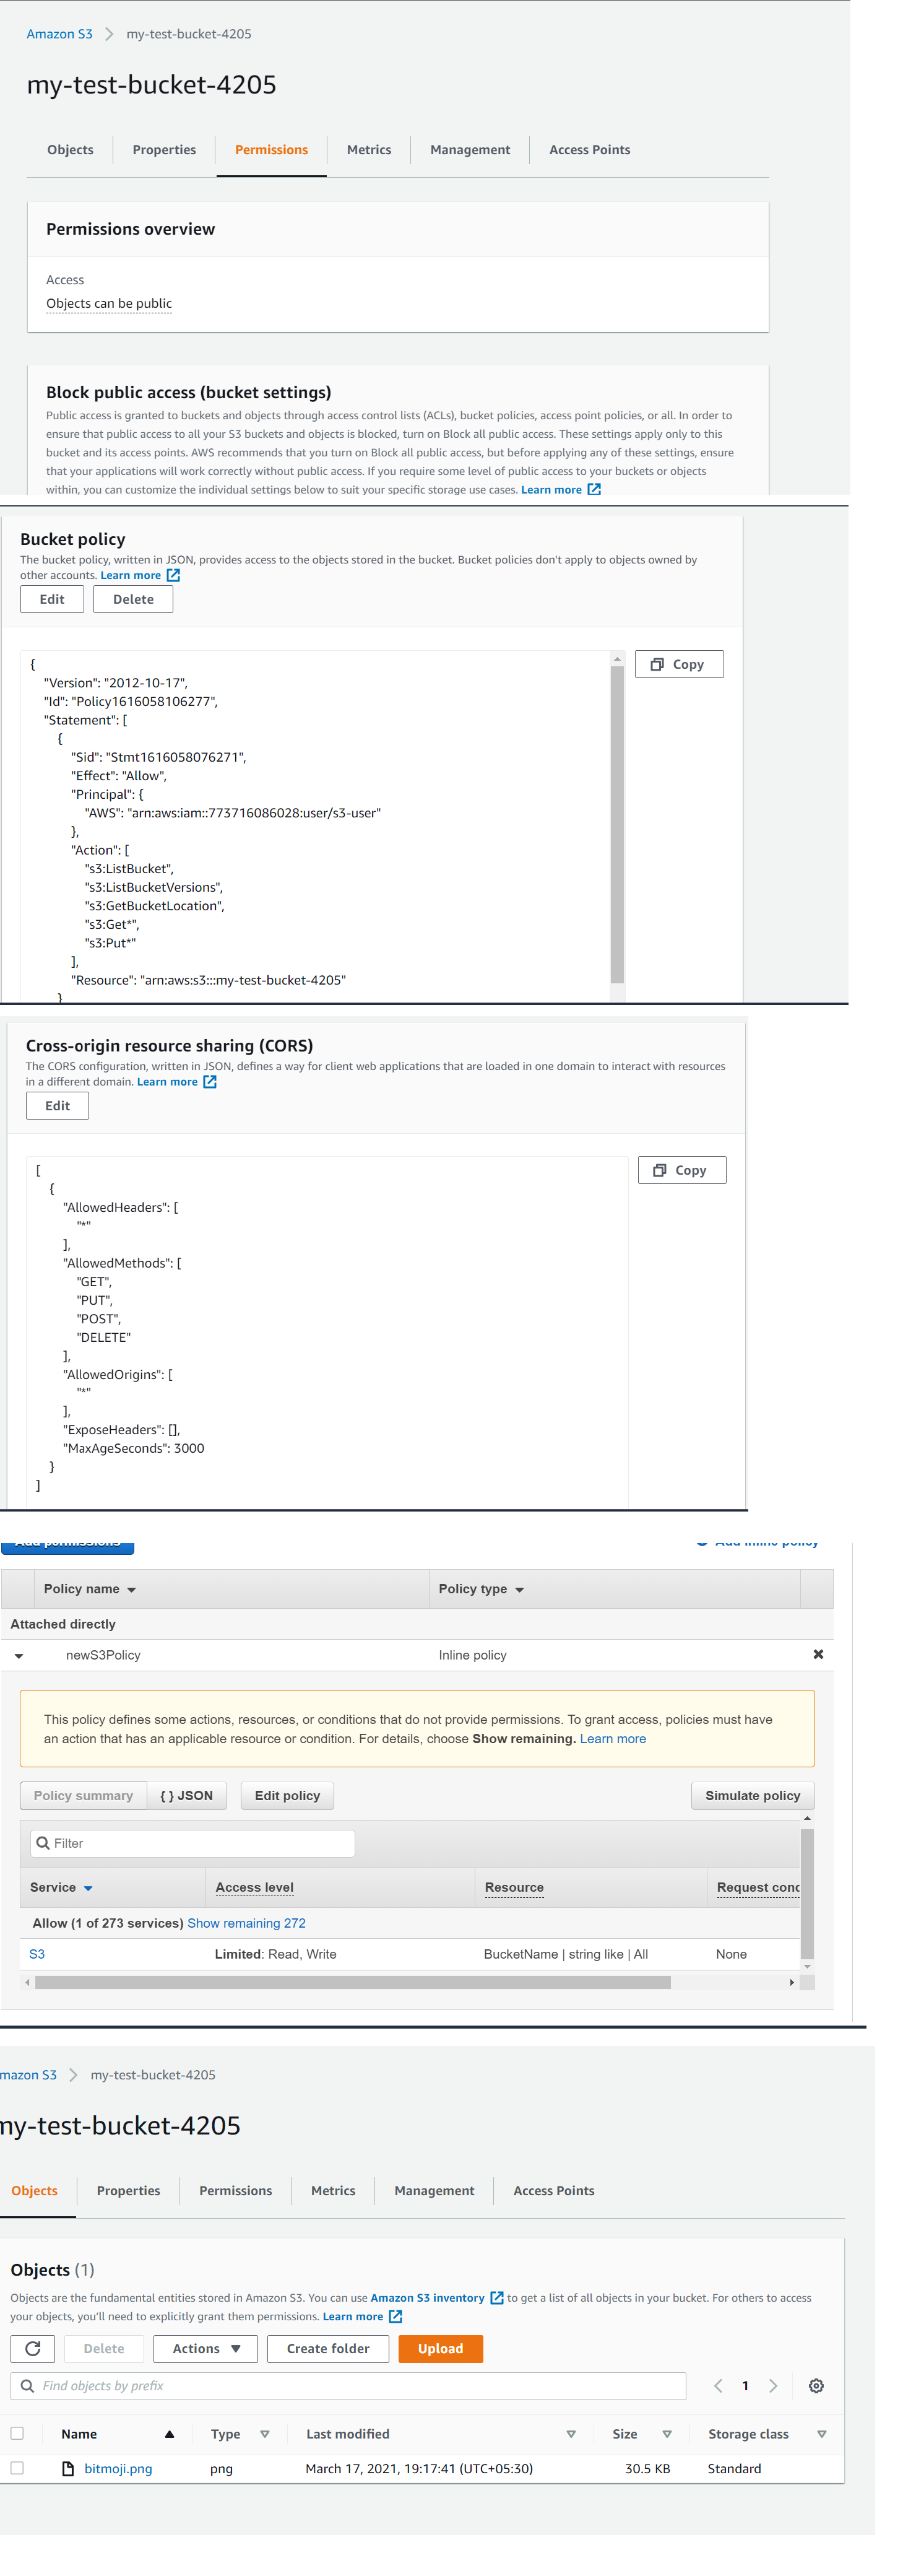 Amazon S3 > my-test-bucket-4205
my-test-bucket-4205
Objects Properties Permissions Metrics Management Access Points
Permissions overview
Access
Objects can be public
Block public access (bucket settings)
Public access is granted to buckets and objects through access control lists (ACLs), bucket policies, access point policies, or all. In order to
ensure that public access to all your S3 buckets and objects is blocked, turn on Block all public access. These settings apply only to this
bucket and its access points. AWS recommends that you turn on Block all public access, but before applying any of these settings, ensure
that your applications will work correctly without public access. If you require some level of public access to your buckets or objects
within, you can customize the individual settings below to suit your specific storage use cases. Learn more
Bucket policy
The bucket policy, written in JSON, provides access to the objects stored in the bucket. Bucket policies don't apply to objects owned by
other accounts. Learn more
Edit Delete
Copy
{
"Version": "2012-10-17",
"Id": "Policy1616058106277",
"Statement": [
{
"Sid": "Stmt1616058076271",
"Effect": "Allow",
"Principal": {
"AWS": "arn:aws:iam::773716086028:user/s3-user"
},
"Action": [
"s3:ListBucket",
"s3:ListBucketVersions",
"s3:GetBucketLocation",
"s3:Get*",
"s3:Put*"
],
"Resource": "arn:aws:s3:::my-test-bucket-4205"
}
Cross-origin resource sharing (CORS)
The CORS configuration, written in JSON, defines a way for client web applications that are loaded in one domain to interact with resources
in a different domain. Learn more
Edit
Copy
[
{
"AllowedHeaders": [
"*"
],
"AllowedMethods": [
"GET",
"PUT",
"POST",
"DELETE"
],
"AllowedOrigins": [
"*"
],
"ExposeHeaders": [],
"MaxAgeSeconds": 3000
}
]
Add permissions Add inline policy
Policy name Policy type
Attached directly
newS3Policy Inline policy
This policy defines some actions, resources, or conditions that do not provide permissions. To grant access, policies must have
an action that has an applicable resource or condition. For details, choose Show remaining. Learn more
Policy summary { } JSON Edit policy Simulate policy
Filter
Service Access level Resource Request conc
Allow (1 of 273 services) Show remaining 272
S3 Limited: Read, Write BucketName | string like | All None
mazon S3 > my-test-bucket-4205
my-test-bucket-4205
Objects Properties Permissions Metrics Management Access Points
Objects (1)
Objects are the fundamental entities stored in Amazon S3. You can use Amazon S3 inventory to get a list of all objects in your bucket. For others to access
your objects, you'll need to explicitly grant them permissions. Learn more
Delete Actions Create folder Upload
Find objects by prefix 1
Name Type Last modified Size Storage class
bitmoji.png png March 17, 2021, 19:17:41 (UTC+05:30) 30.5 KB Standard